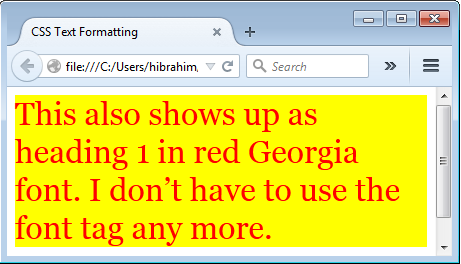 CSS Text Formatting
file:///C:/Users/hibrahim,
Search
This also shows up as
heading 1 in red Georgia
font. I don’t have to use the
font tag any more.